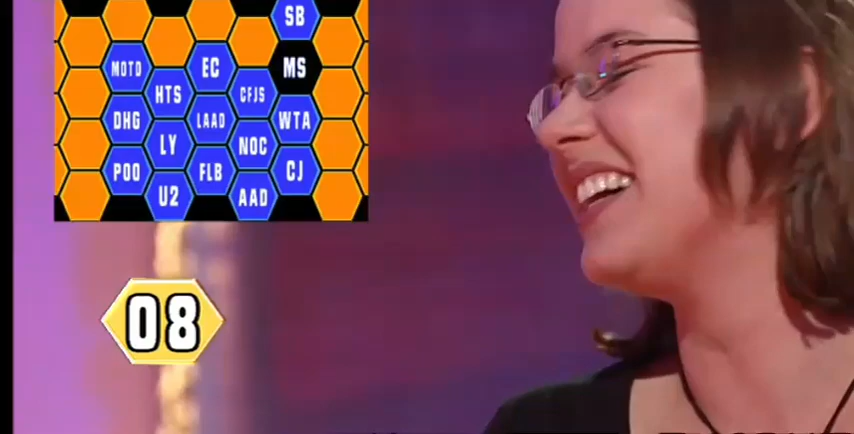 SB
MOTD EC MS
HTS CFJS
DHG LAAD WTA
LY NOC
POO FLB CJ
U2 AAD
08